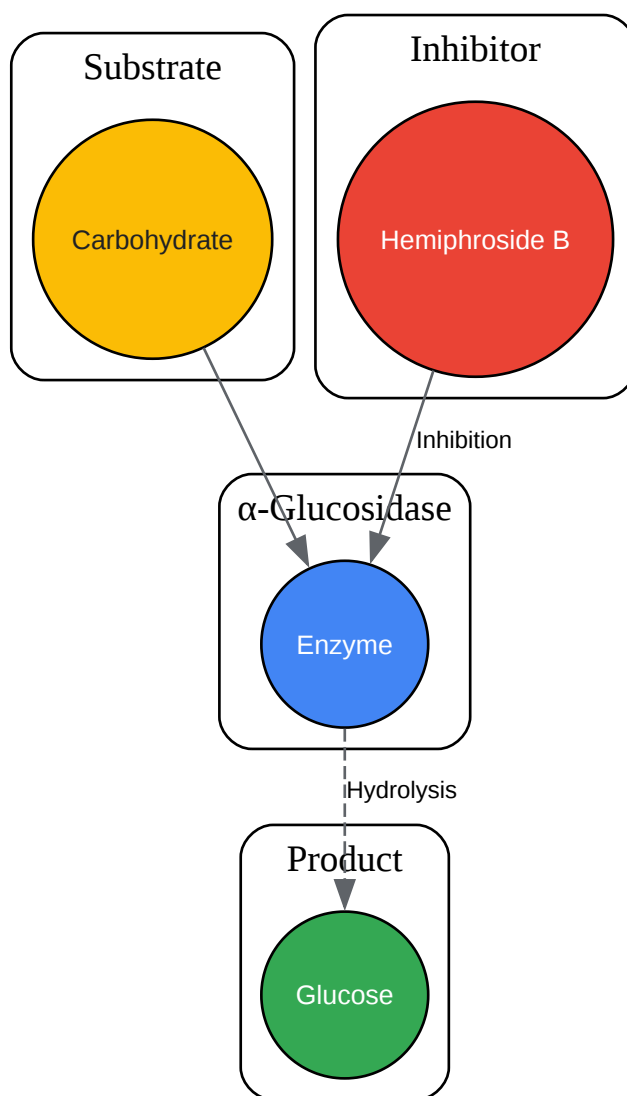 Substrate
Inhibitor
Carbohydrate
Hemiphroside B
Inhibition
α-Glucosidase
Enzyme
Hydrolysis
Product
Glucose